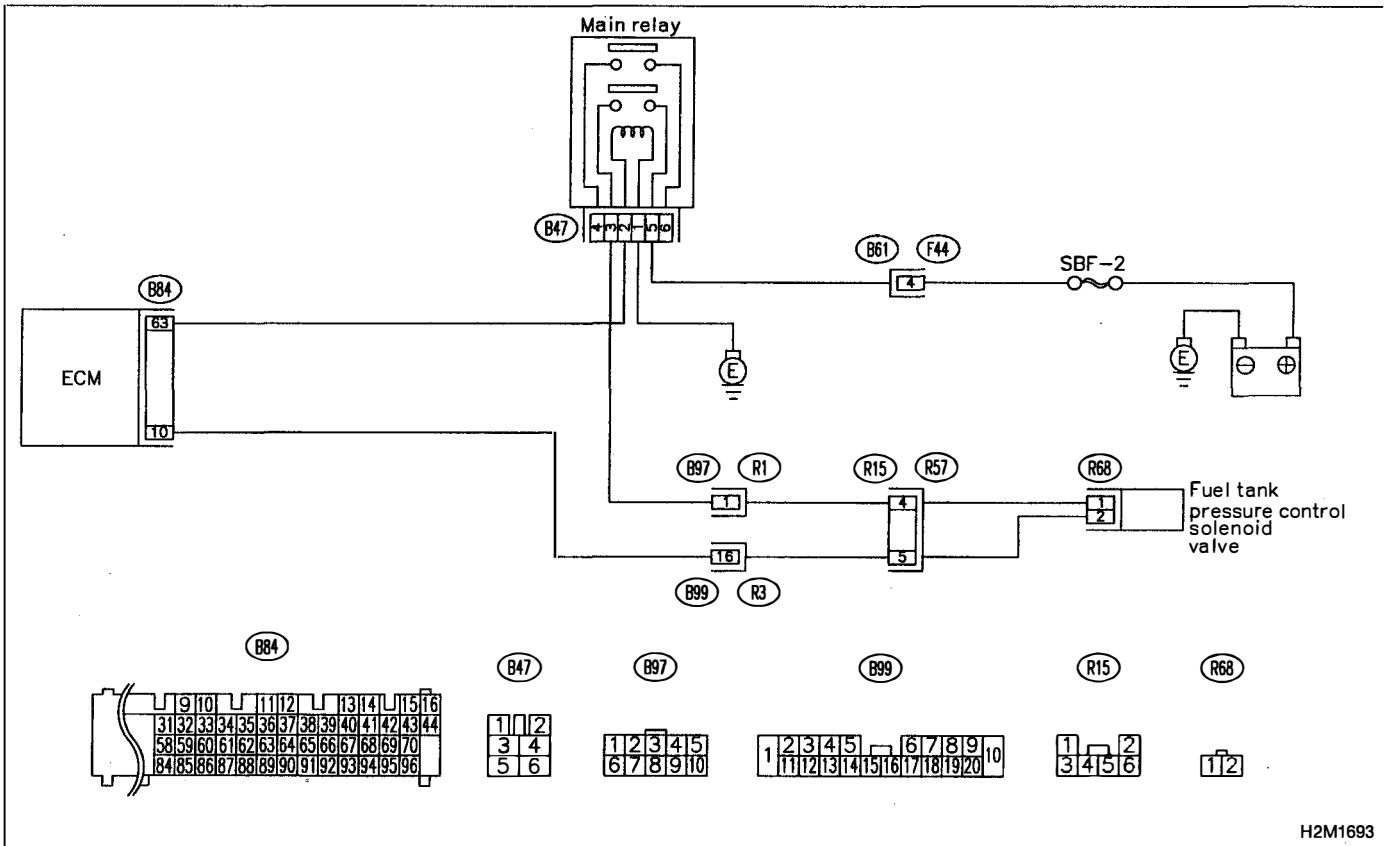 Main relay
4 3 2 1 5 6
B47
B61 F44
4
SBF-2
B84
63
ECM
10
E
E
B97 R1
1
R15 R57
4
5
R68
1
2
Fuel tank
pressure control
solenoid
valve
16
B99 R3
B84
9 10 11 12 13 14 15 16
31 32 33 34 35 36 37 38 39 40 41 42 43 44
58 59 60 61 62 63 64 65 66 67 68 69 70
84 85 86 87 88 89 90 91 92 93 94 95 96
B47
1 2
3 4
5 6
B97
1 2 3 4 5
6 7 8 9 10
B99
1 2 3 4 5 6 7 8 9 10
11 12 13 14 15 16 17 18 19 20
R15
1 2
3 4 5 6
R68
1 2
H2M1693